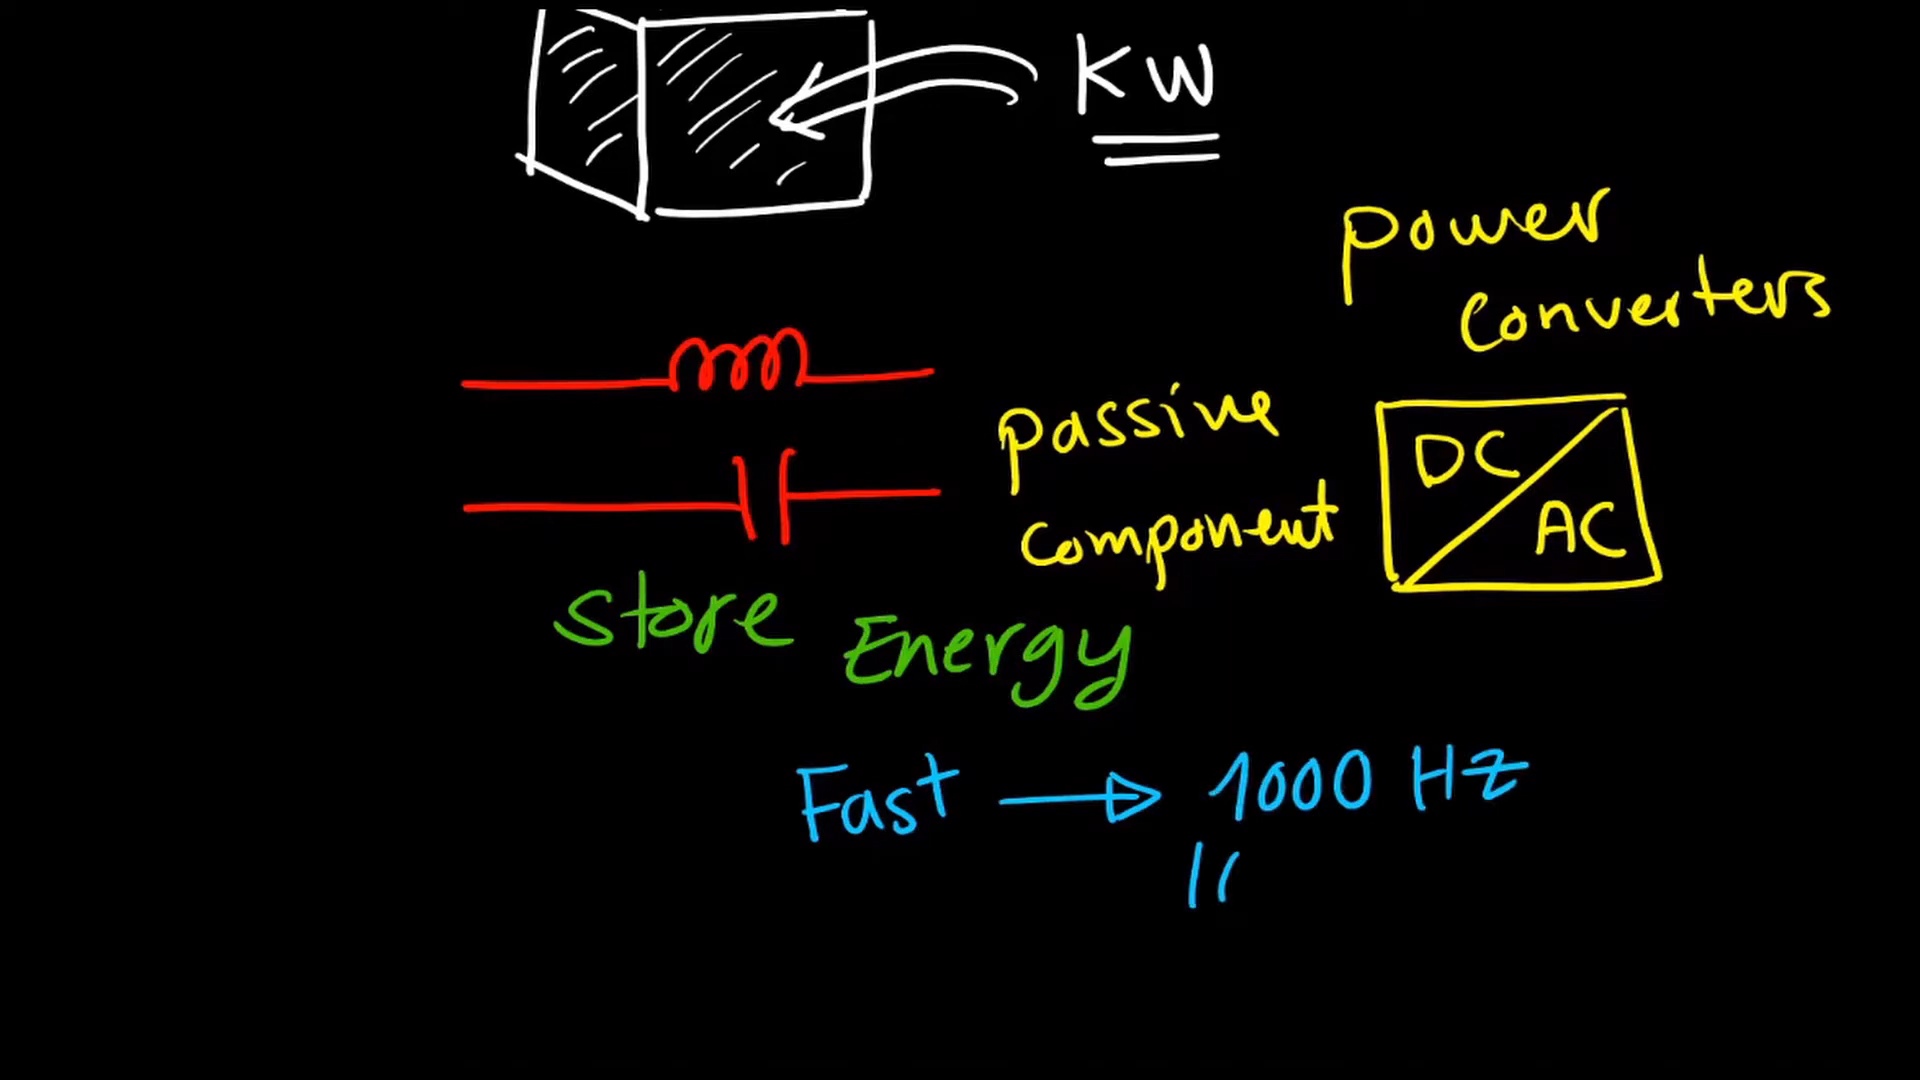 KW
Power
converters
Passive
component
DC
AC
Store Energy
Fast → 1000 Hz